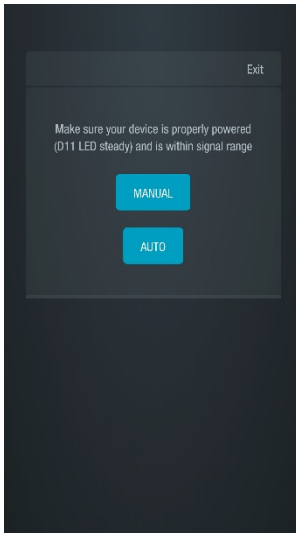 Exit
Make sure your device is properly powered
(D11 LED steady) and is within signal range
MANUAL
AUTO